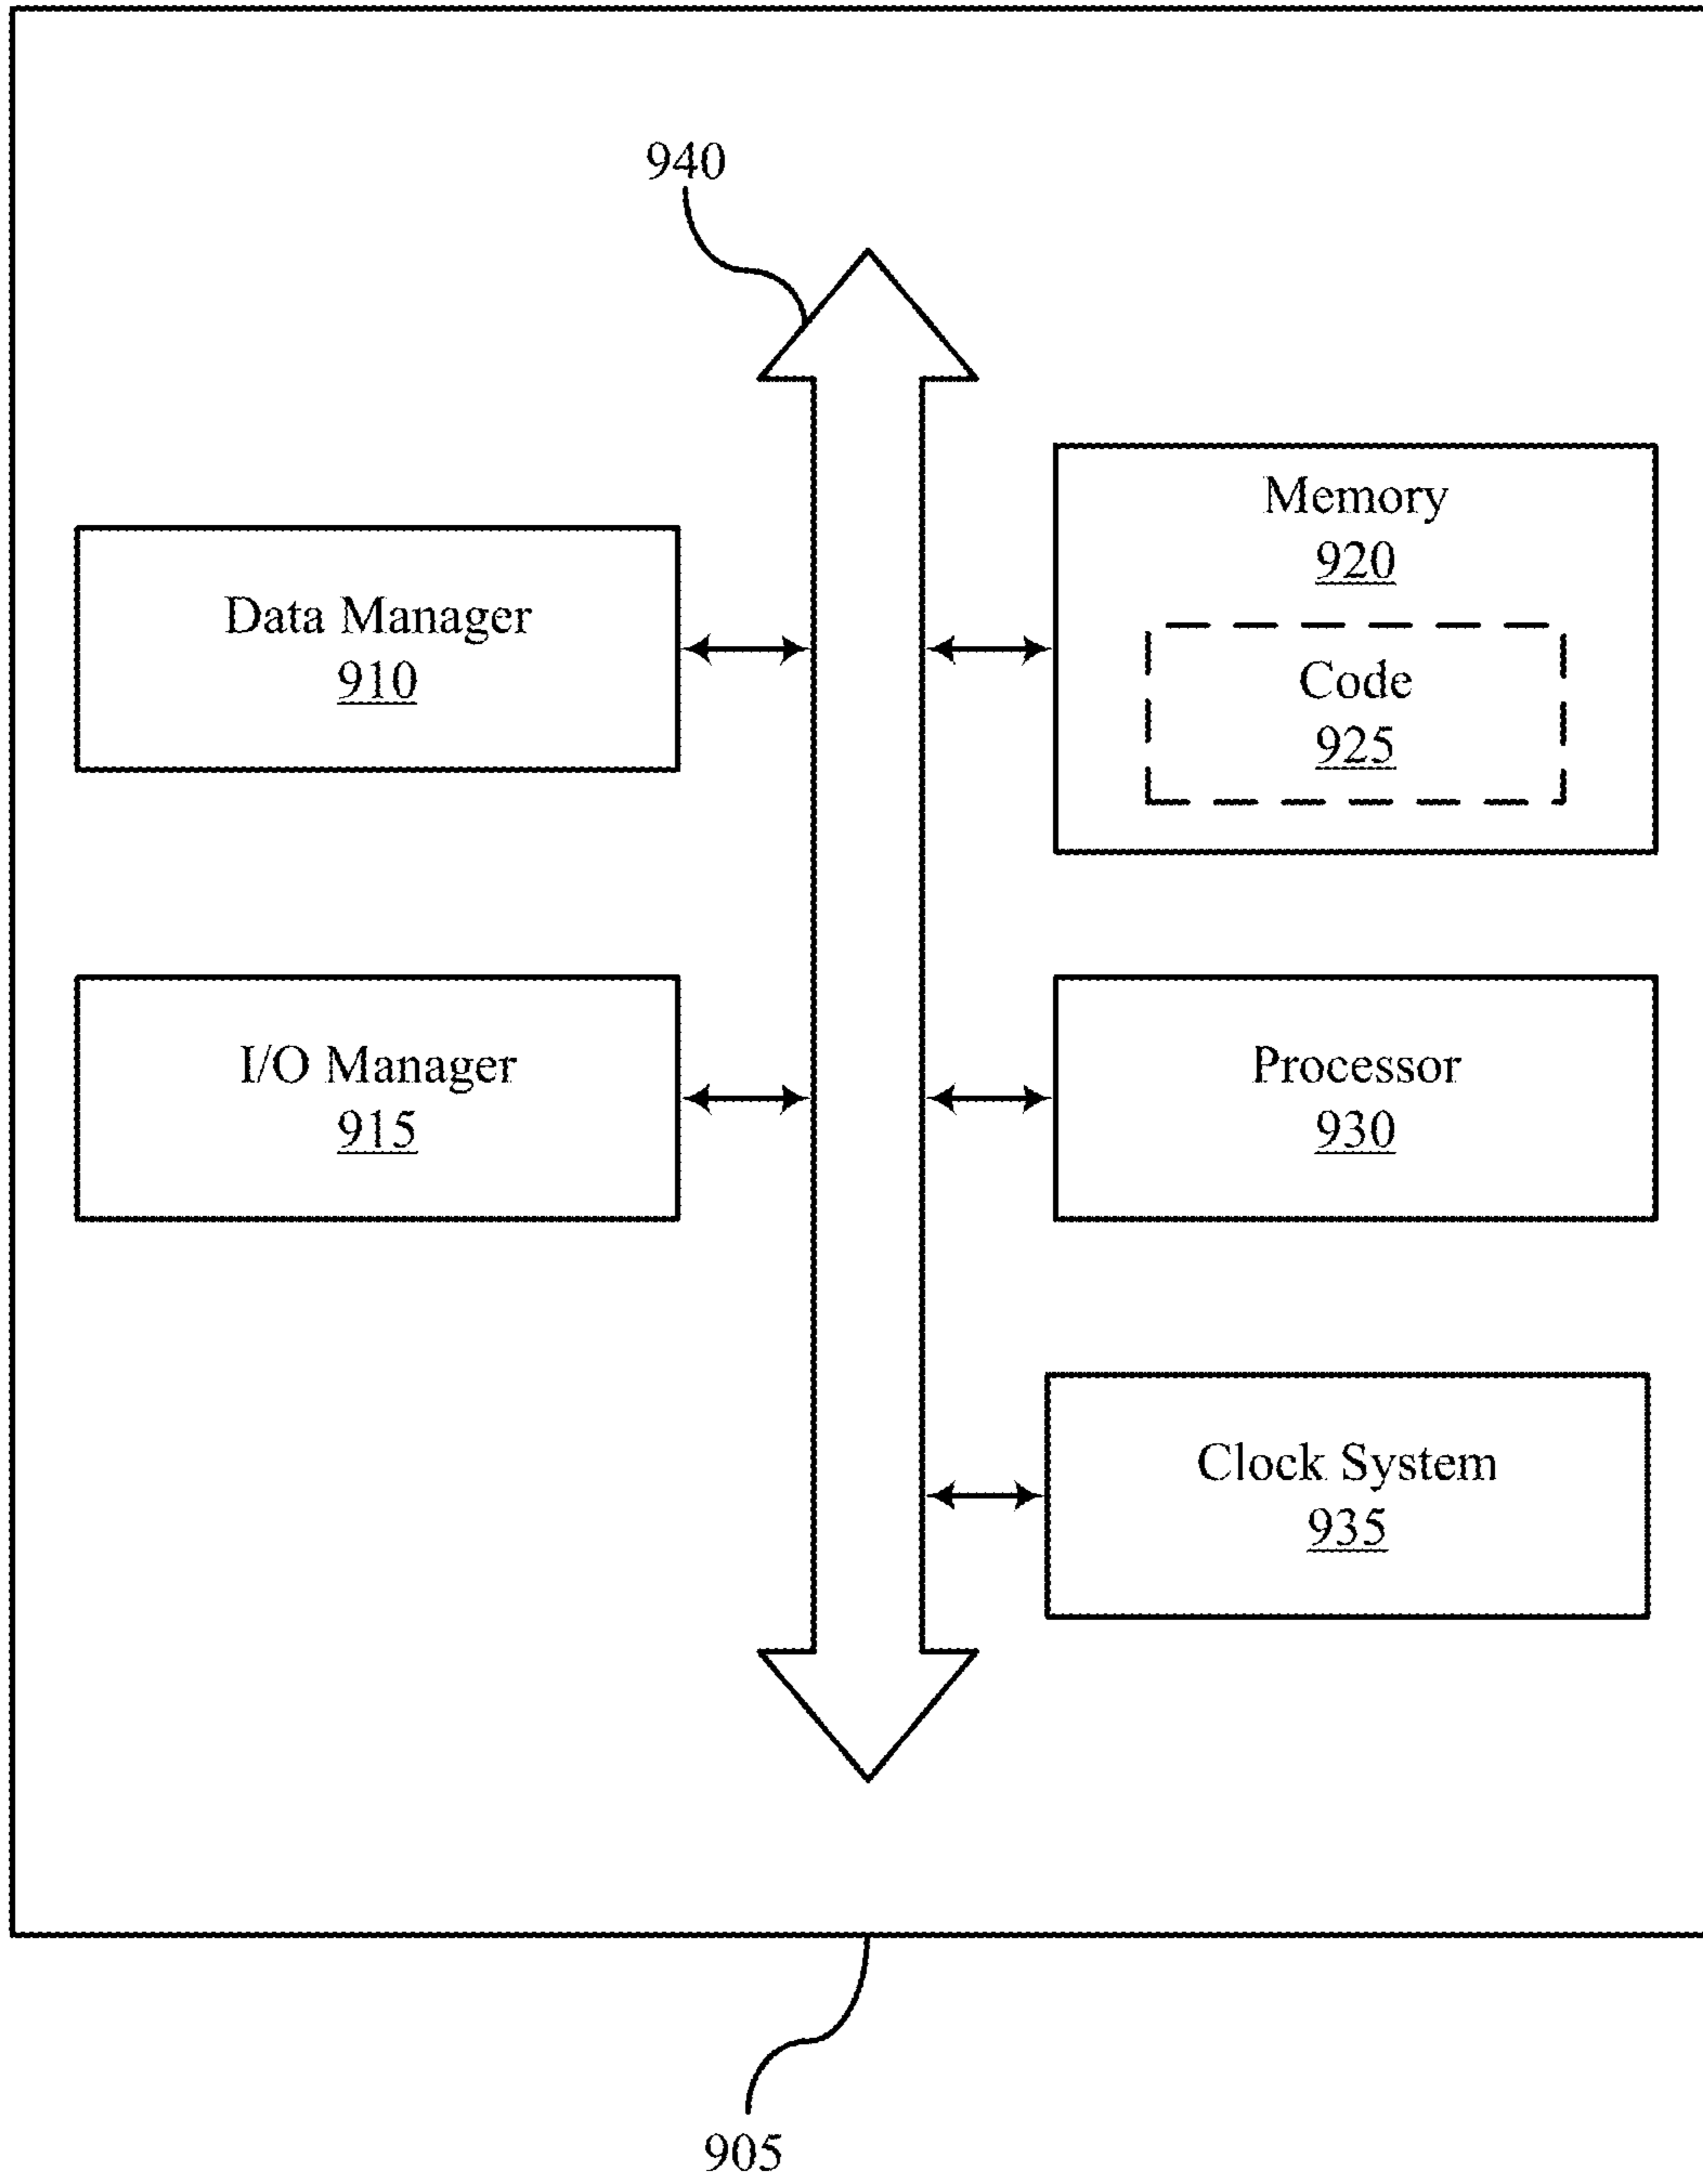 940
Memory
920
Data Manager
910
Code
925
I/O Manager
915
Processor
930
Clock System
935
905